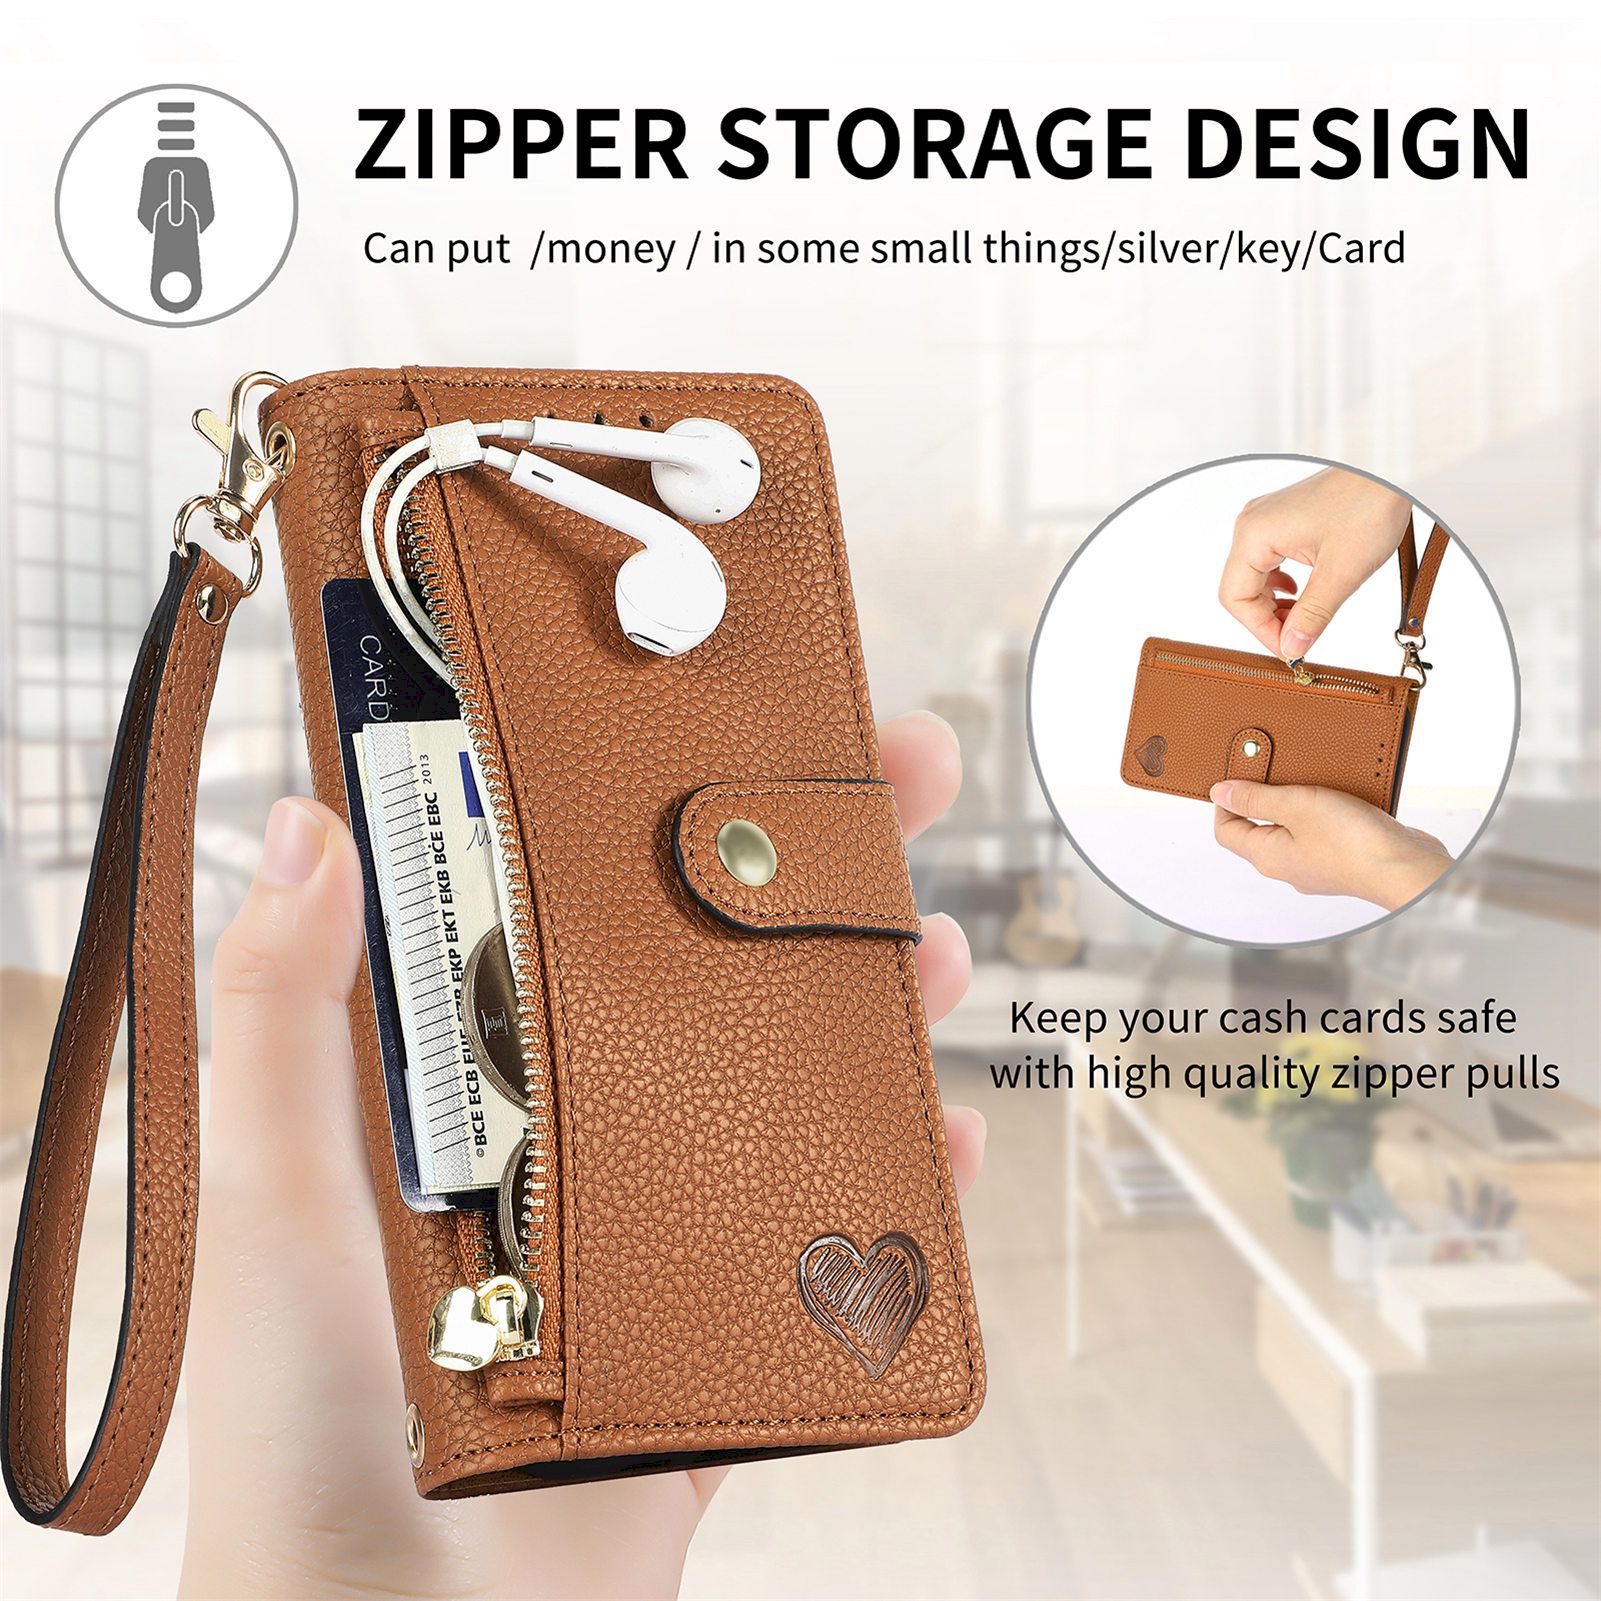 ZIPPER STORAGE DESIGN
Can put /money / in some small things/silver/key/Card
CARD
©BCE ECB EKP EKT EKB BCE EBC 2013
Keep your cash cards safe
with high quality zipper pulls